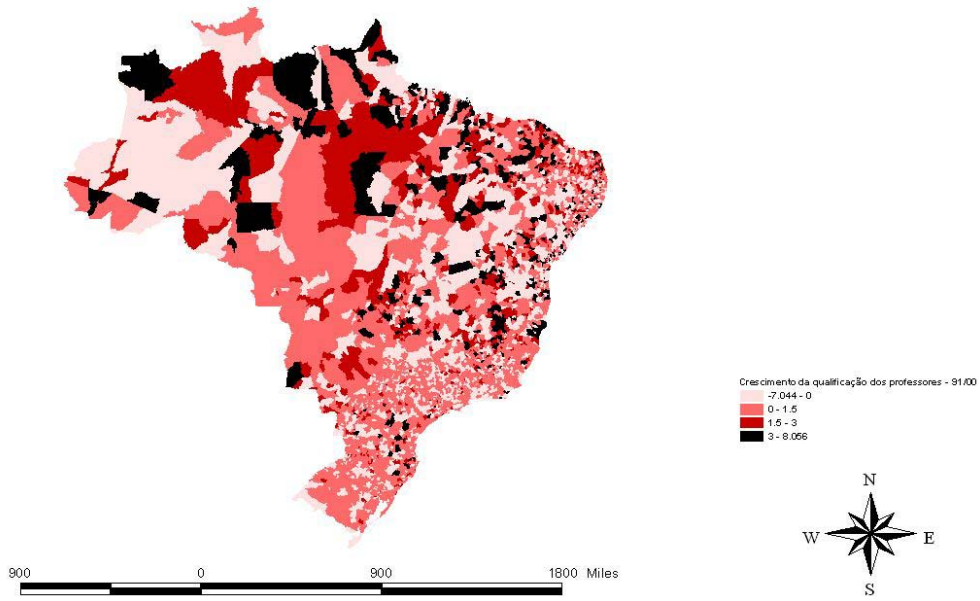 Crescimento da qualificação dos professores - 91/00
-7.044 - 0
0 - 1.5
1.5 - 3
3 - 8.056
N
W E
S
900 0 900 1800 Miles